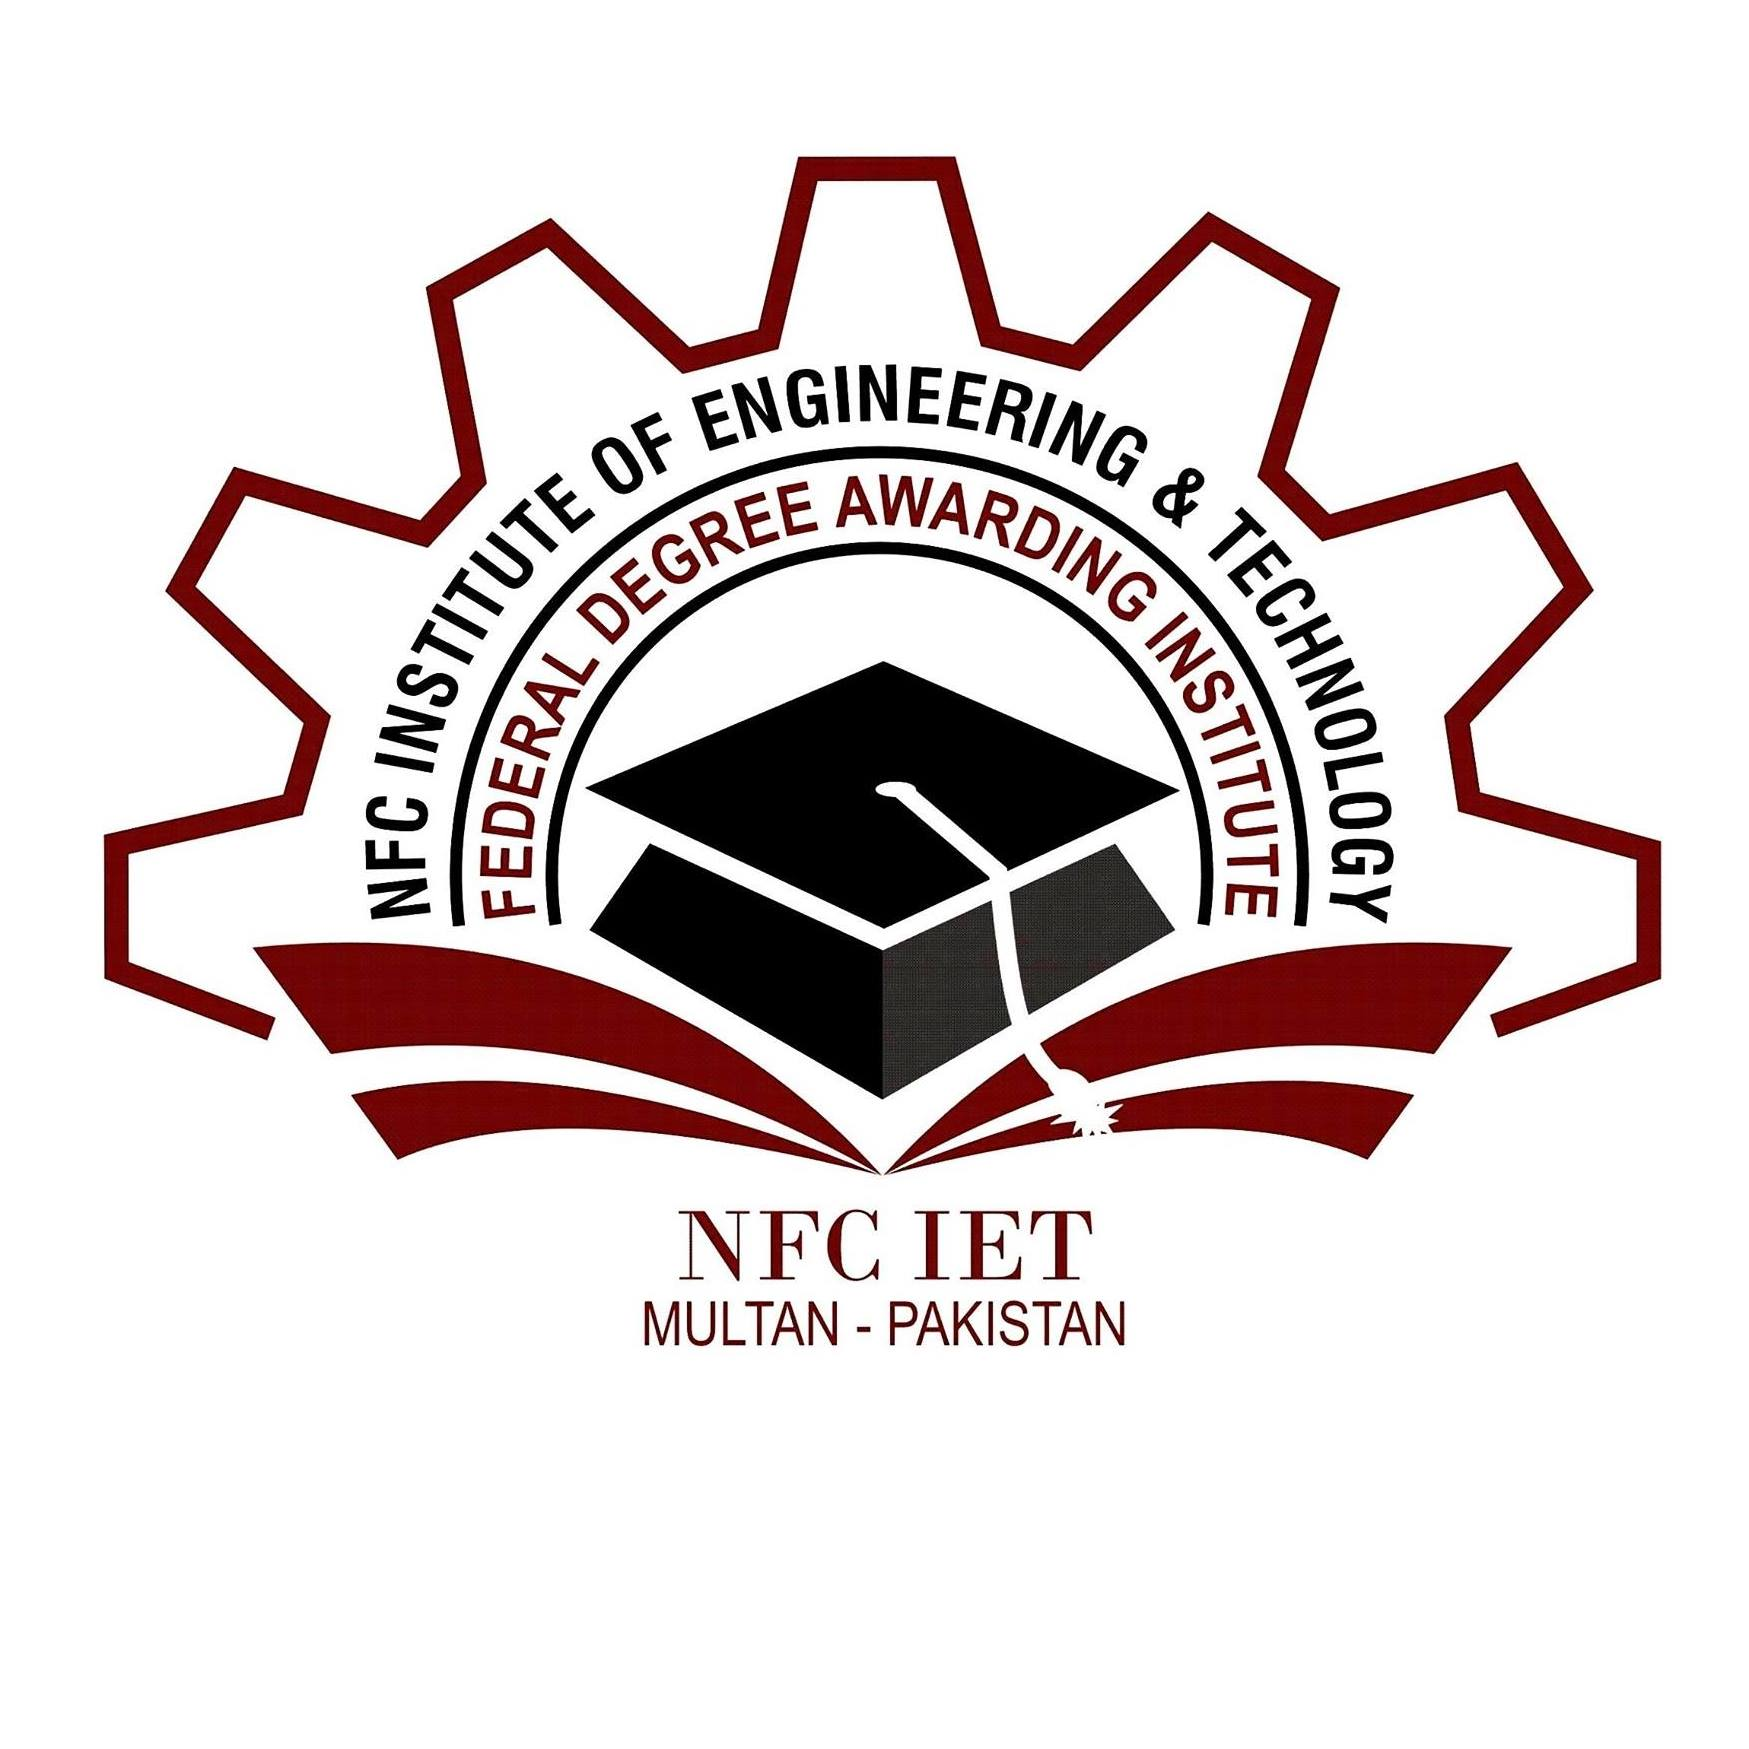 NFC INSTITUTE OF ENGINEERING & TECHNOLOGY
FEDERAL DEGREE AWARDING INSTITUTE
NFC IET
MULTAN - PAKISTAN